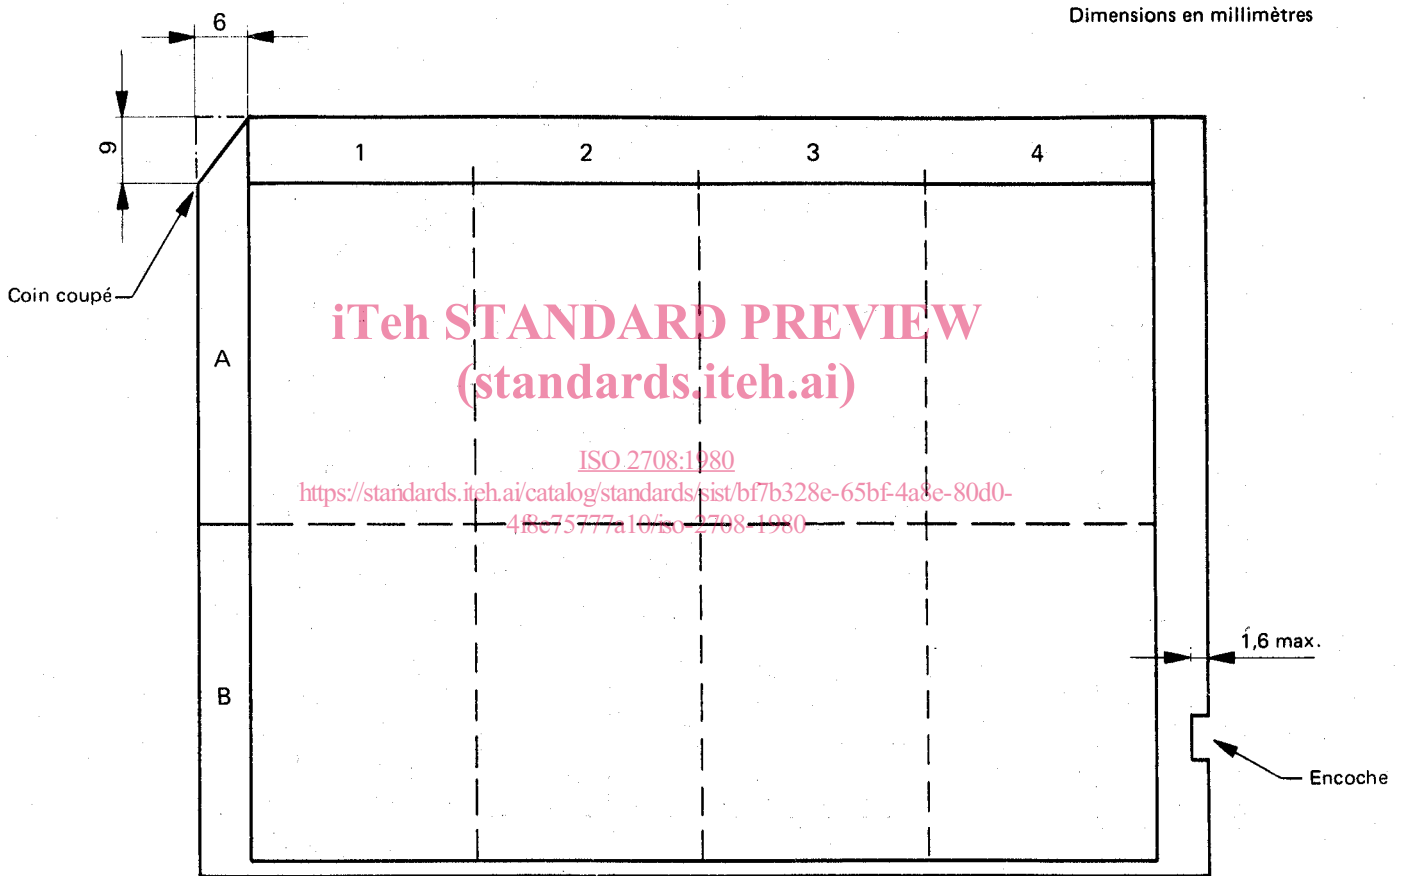 Dimensions en millimètres
6
9
1 2 3 4
Coin coupé
iTeh STANDARD PREVIEW
(standards.iteh.ai)
A
ISO 2708:1980
https://standards.iteh.ai/catalog/standards/sist/bf7b328e-65bf-4a8e-80d0-
4f8e75777a10/iso-2708-1980
1,6 max.
B
Encoche